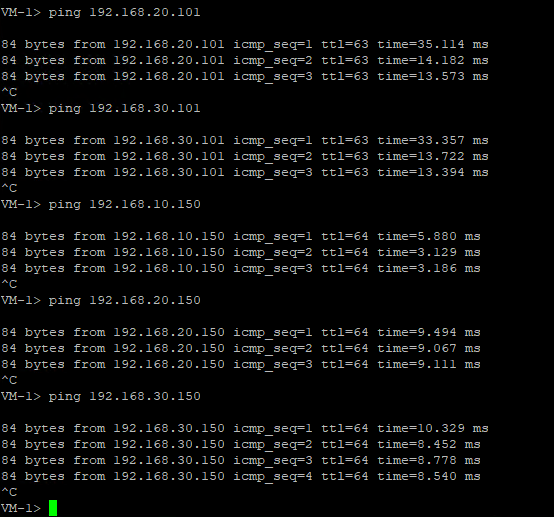 VM-1> ping 192.168.20.101
84 bytes from 192.168.20.101 icmp_seq=1 ttl=63 time=35.114 ms
84 bytes from 192.168.20.101 icmp_seq=2 ttl=63 time=14.182 ms
84 bytes from 192.168.20.101 icmp_seq=3 ttl=63 time=13.573 ms
^C
VM-1> ping 192.168.30.101
84 bytes from 192.168.30.101 icmp_seq=1 ttl=63 time=33.357 ms
84 bytes from 192.168.30.101 icmp_seq=2 ttl=63 time=13.722 ms
84 bytes from 192.168.30.101 icmp_seq=3 ttl=63 time=13.394 ms
^C
VM-1> ping 192.168.10.150
84 bytes from 192.168.10.150 icmp_seq=1 ttl=64 time=5.880 ms
84 bytes from 192.168.10.150 icmp_seq=2 ttl=64 time=3.129 ms
84 bytes from 192.168.10.150 icmp_seq=3 ttl=64 time=3.186 ms
^C
VM-1> ping 192.168.20.150
84 bytes from 192.168.20.150 icmp_seq=1 ttl=64 time=9.494 ms
84 bytes from 192.168.20.150 icmp_seq=2 ttl=64 time=9.067 ms
84 bytes from 192.168.20.150 icmp_seq=3 ttl=64 time=9.111 ms
^C
VM-1> ping 192.168.30.150
84 bytes from 192.168.30.150 icmp_seq=1 ttl=64 time=10.329 ms
84 bytes from 192.168.30.150 icmp_seq=2 ttl=64 time=8.452 ms
84 bytes from 192.168.30.150 icmp_seq=3 ttl=64 time=8.778 ms
84 bytes from 192.168.30.150 icmp_seq=4 ttl=64 time=8.540 ms
^C
VM-1>